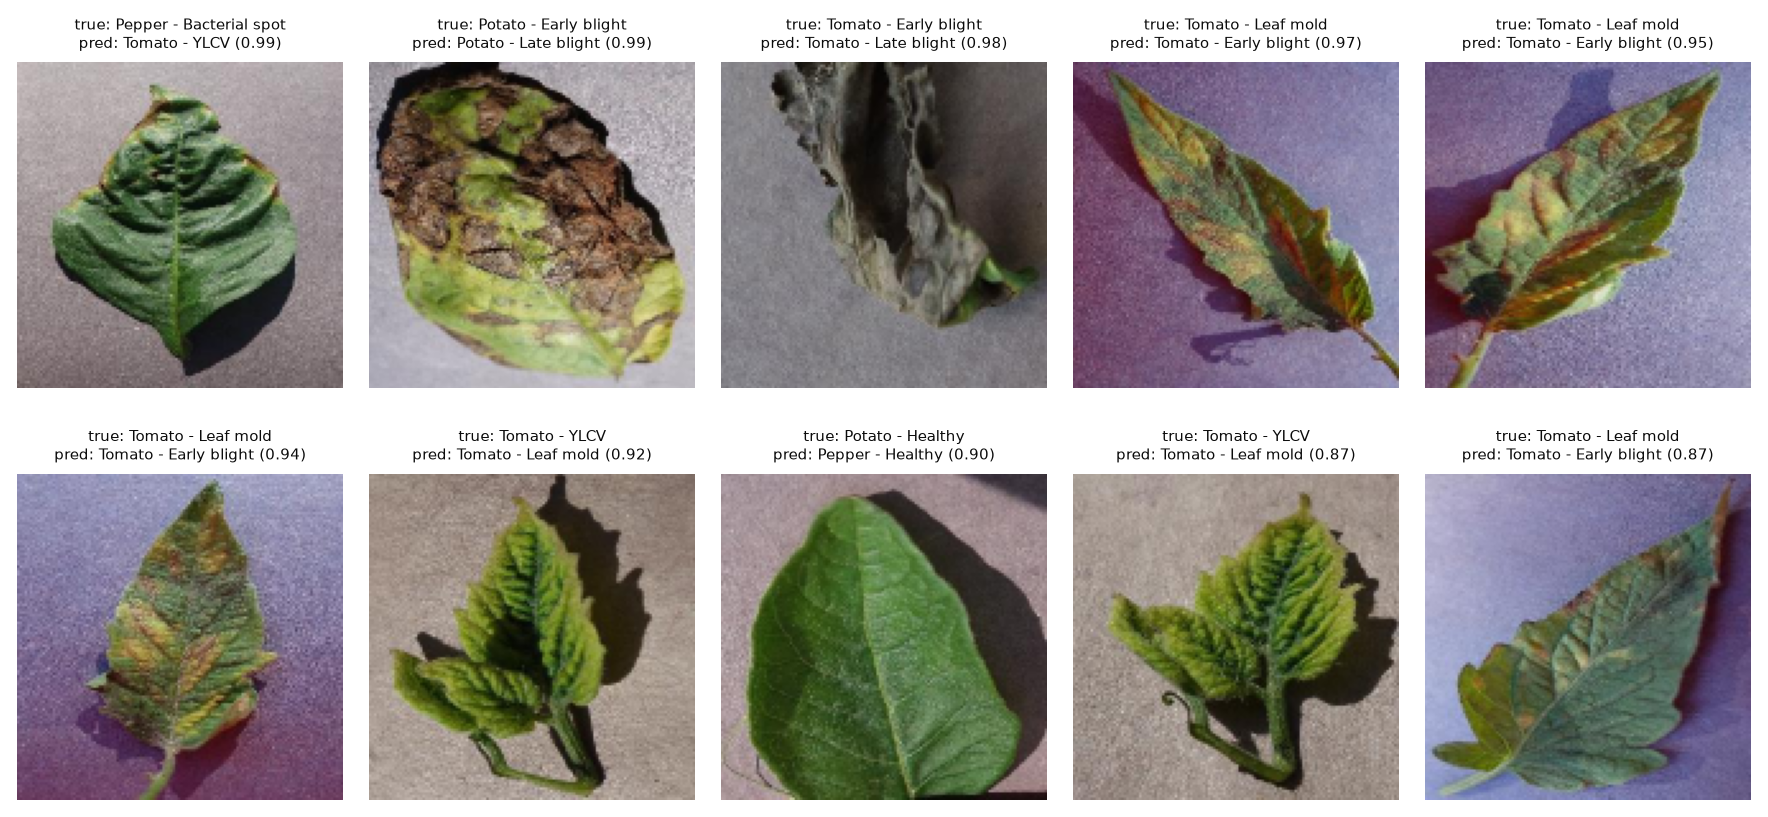 true: Pepper - Bacterial spot
pred: Tomato - YLCV (0.99)
true: Potato - Early blight
pred: Potato - Late blight (0.99)
true: Tomato - Early blight
pred: Tomato - Late blight (0.98)
true: Tomato - Leaf mold
pred: Tomato - Early blight (0.97)
true: Tomato - Leaf mold
pred: Tomato - Early blight (0.95)
true: Tomato - Leaf mold
pred: Tomato - Early blight (0.94)
true: Tomato - YLCV
pred: Tomato - Leaf mold (0.92)
true: Potato - Healthy
pred: Pepper - Healthy (0.90)
true: Tomato - YLCV
pred: Tomato - Leaf mold (0.87)
true: Tomato - Leaf mold
pred: Tomato - Early blight (0.87)